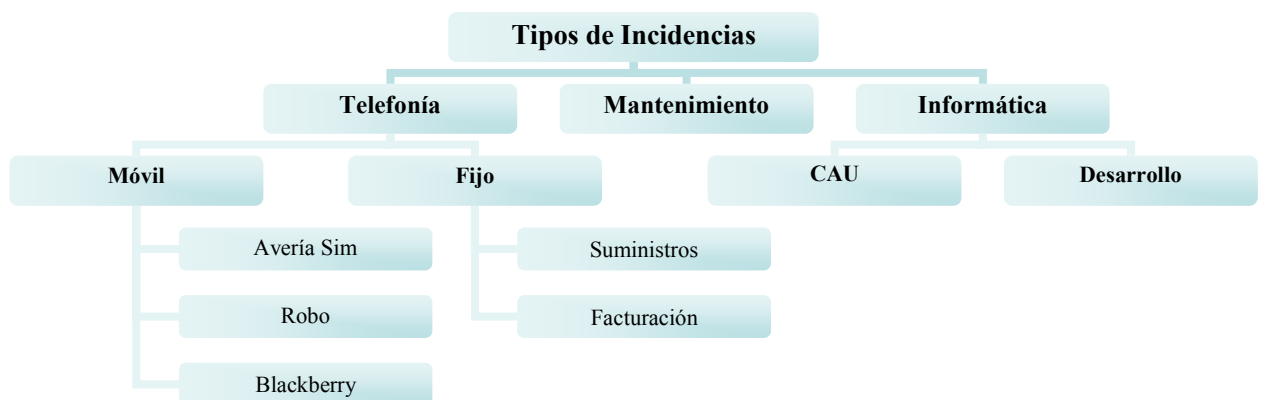 Tipos de Incidencias
Telefonía
Mantenimiento
Informática
Móvil
Fijo
CAU
Desarrollo
Avería Sim
Suministros
Robo
Facturación
Blackberry